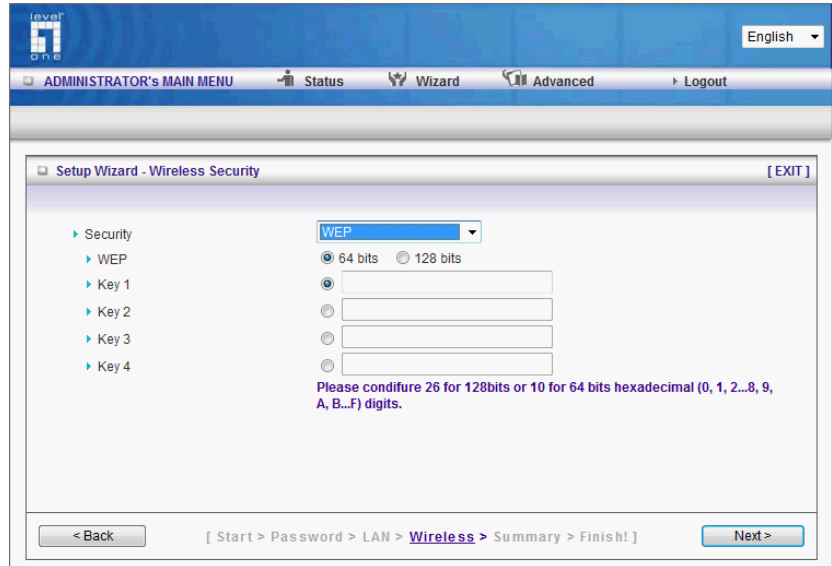 level
one
English
ADMINISTRATOR's MAIN MENU Status Wizard Advanced Logout
Setup Wizard - Wireless Security [ EXIT ]
Security WEP
WEP 64 bits 128 bits
Key 1
Key 2
Key 3
Key 4
Please condifure 26 for 128bits or 10 for 64 bits hexadecimal (0, 1, 2...8, 9,
A, B...F) digits.
< Back [ Start > Password > LAN > Wireless > Summary > Finish! ] Next >